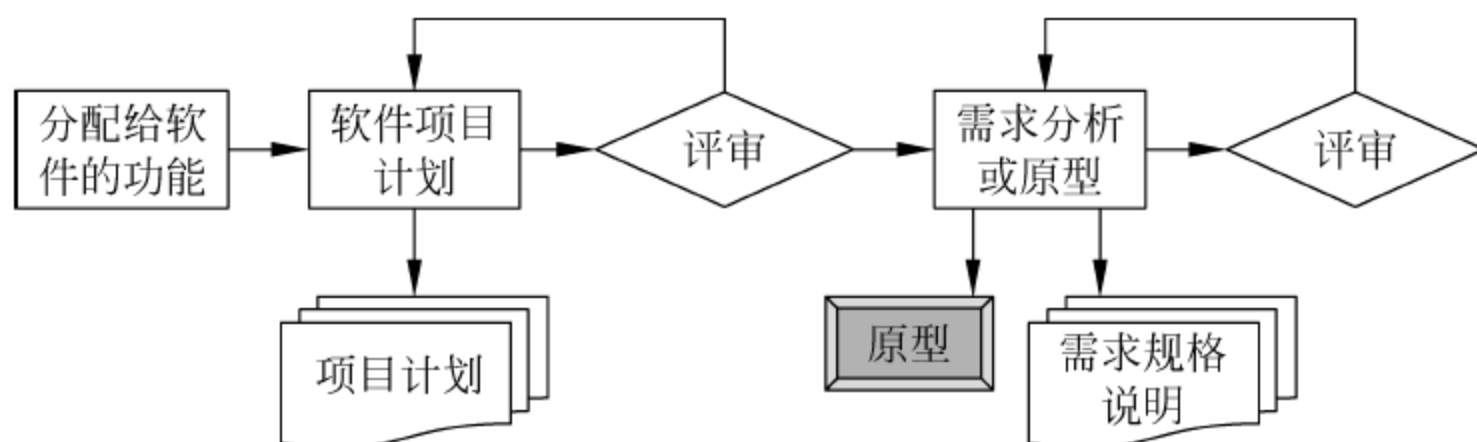 分配给软
件的功能
软件项目
计划
评审
需求分析
或原型
评审
项目计划
原型
需求规格
说明